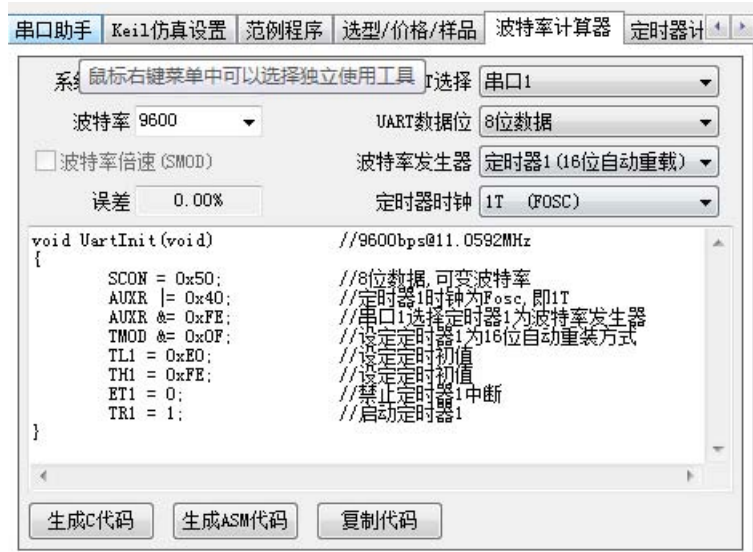 串口助手 Keil仿真设置 范例程序 选型/价格/样品 波特率计算器 定时器计
系 鼠标右键菜单中可以选择独立使用工具 T选择 串口1
波特率 9600 UART数据位 8位数据
波特率倍速(SMOD) 波特率发生器 定时器1(16位自动重载)
误差 0.00% 定时器时钟 1T (FOSC)
void UartInit(void) //9600bps@11.0592MHz
{
SCON = 0x50; //8位数据,可变波特率
AUXR |= 0x40; //定时器1时钟为Fosc,即1T
AUXR &= 0xFE; //串口1选择定时器1为波特率发生器
TMOD &= 0x0F; //设定定时器1为16位自动重装方式
TL1 = 0xE0; //设定定时初值
TH1 = 0xFE; //设定定时初值
ET1 = 0; //禁止定时器1中断
TR1 = 1; //启动定时器1
}
生成C代码 生成ASM代码 复制代码